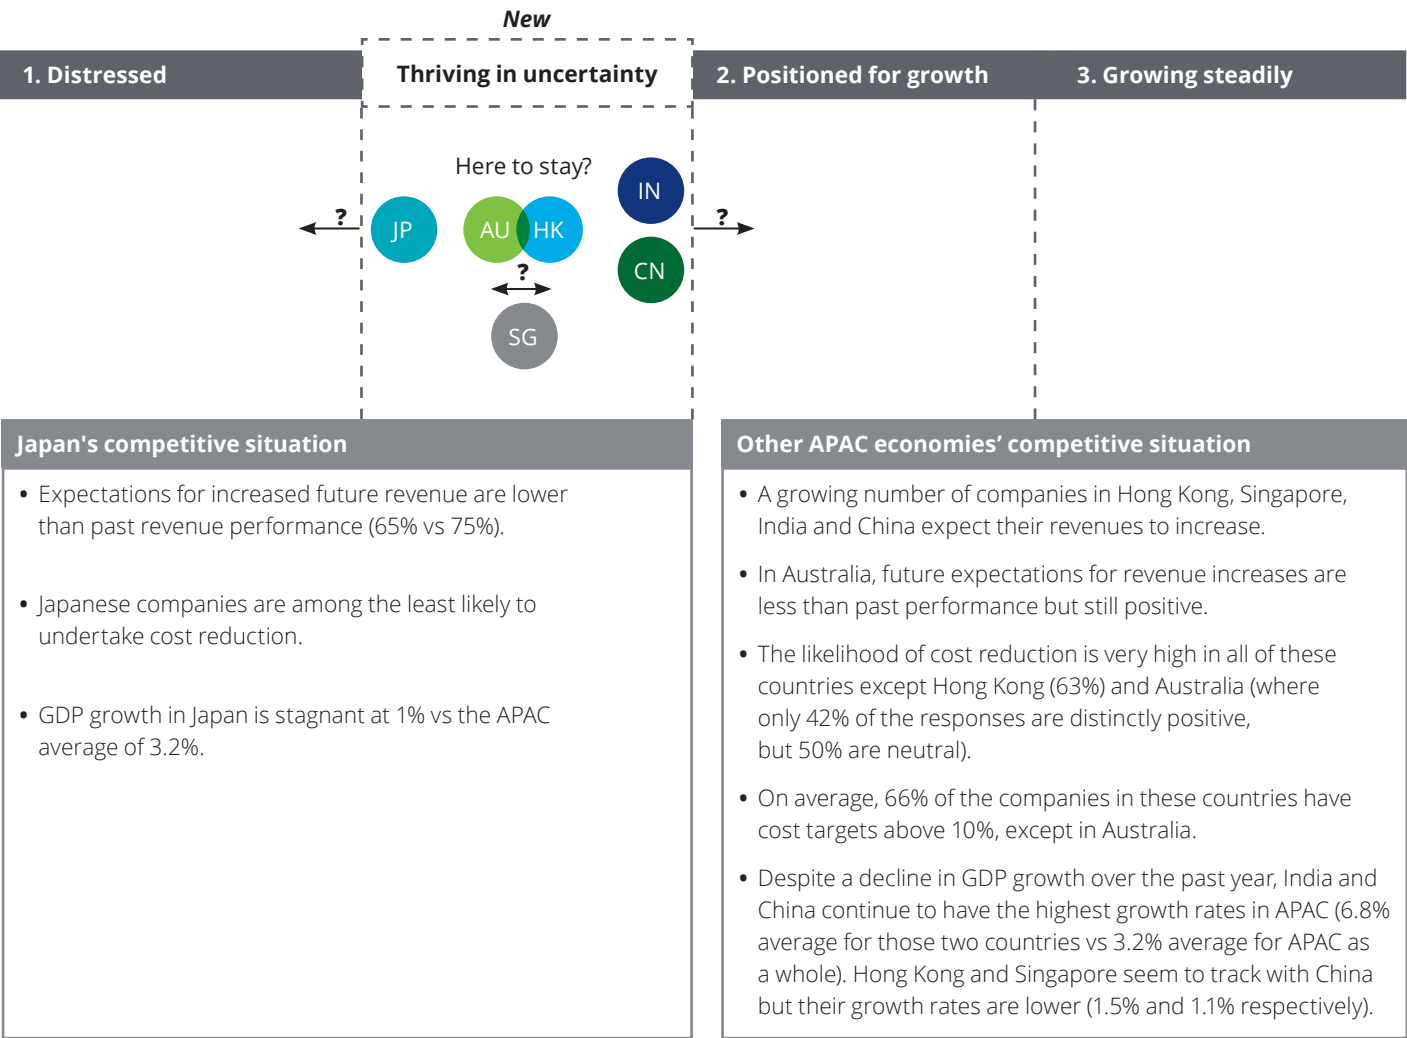 New
1. Distressed
Thriving in uncertainty
2. Positioned for growth
3. Growing steadily
Here to stay?
IN
?
JP
AU
HK
?
CN
?
SG
Japan's competitive situation
• Expectations for increased future revenue are lower
than past revenue performance (65% vs 75%).
• Japanese companies are among the least likely to
undertake cost reduction.
• GDP growth in Japan is stagnant at 1% vs the APAC
average of 3.2%.
Other APAC economies’ competitive situation
• A growing number of companies in Hong Kong, Singapore,
India and China expect their revenues to increase.
• In Australia, future expectations for revenue increases are
less than past performance but still positive.
• The likelihood of cost reduction is very high in all of these
countries except Hong Kong (63%) and Australia (where
only 42% of the responses are distinctly positive,
but 50% are neutral).
• On average, 66% of the companies in these countries have
cost targets above 10%, except in Australia.
• Despite a decline in GDP growth over the past year, India and
China continue to have the highest growth rates in APAC (6.8%
average for those two countries vs 3.2% average for APAC as
a whole). Hong Kong and Singapore seem to track with China
but their growth rates are lower (1.5% and 1.1% respectively).